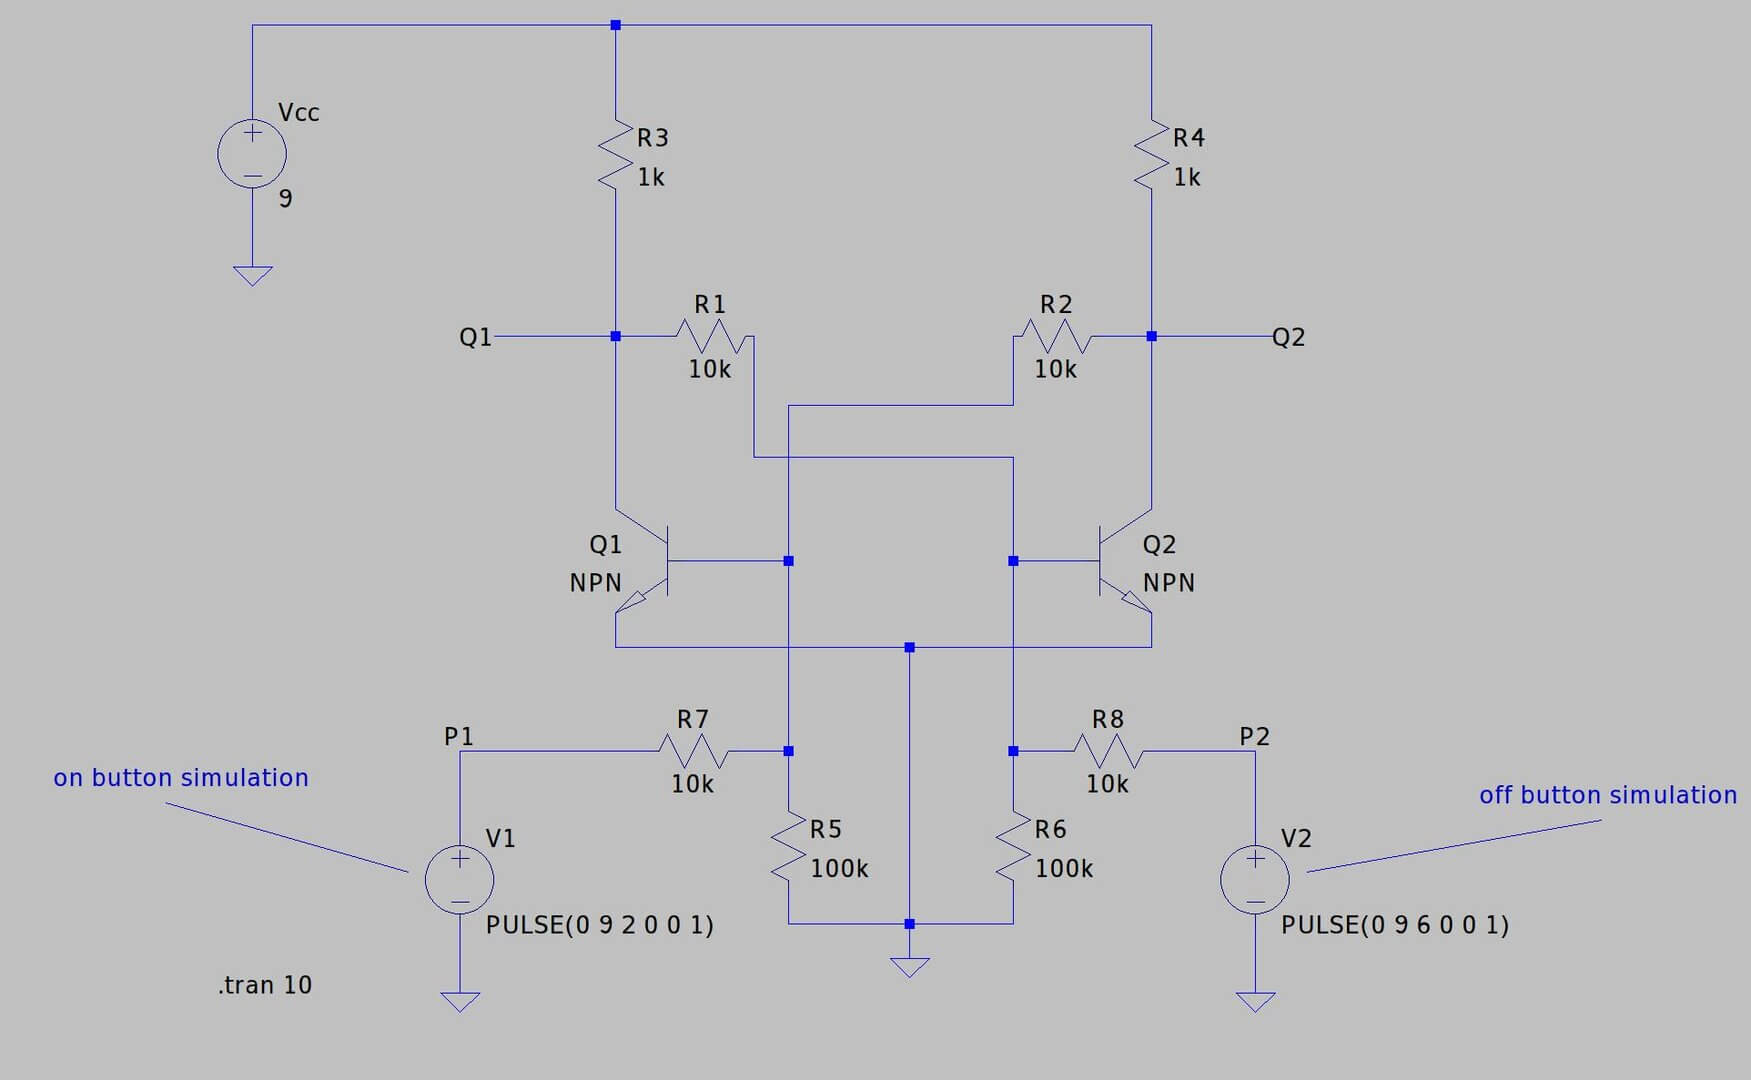 Vcc
9
R3
1k
R4
1k
Q1
R1
10k
R2
10k
Q2
Q1
NPN
Q2
NPN
P1
R7
10k
R8
10k
P2
on button simulation
off button simulation
V1
PULSE(0 9 2 0 0 1)
R5
100k
R6
100k
V2
PULSE(0 9 6 0 0 1)
.tran 10